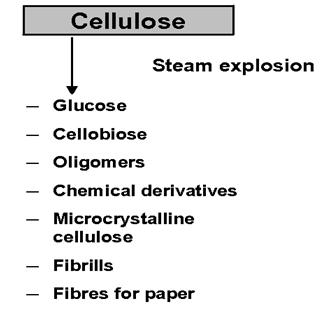 Cellulose
Steam explosion
— Glucose
— Cellobiose
— Oligomers
— Chemical derivatives
— Microcrystalline
cellulose
— Fibrills
— Fibres for paper